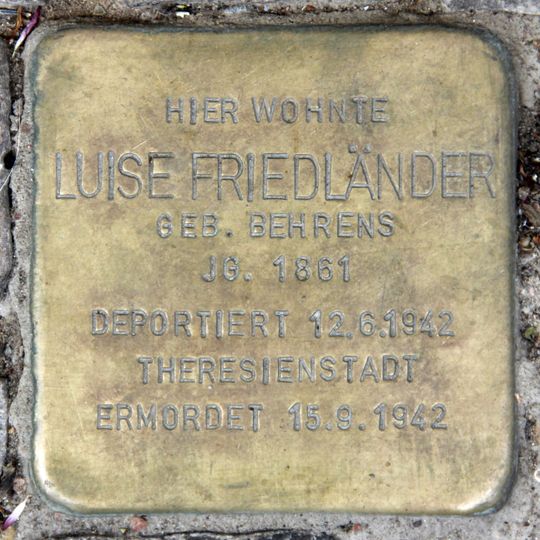 HIER WOHNTE
LUISE FRIEDLÄNDER
GEB. BEHRENS
JG. 1861
DEPORTIERT 12.6.1942
THERESIENSTADT
ERMORDET 15.9.1942